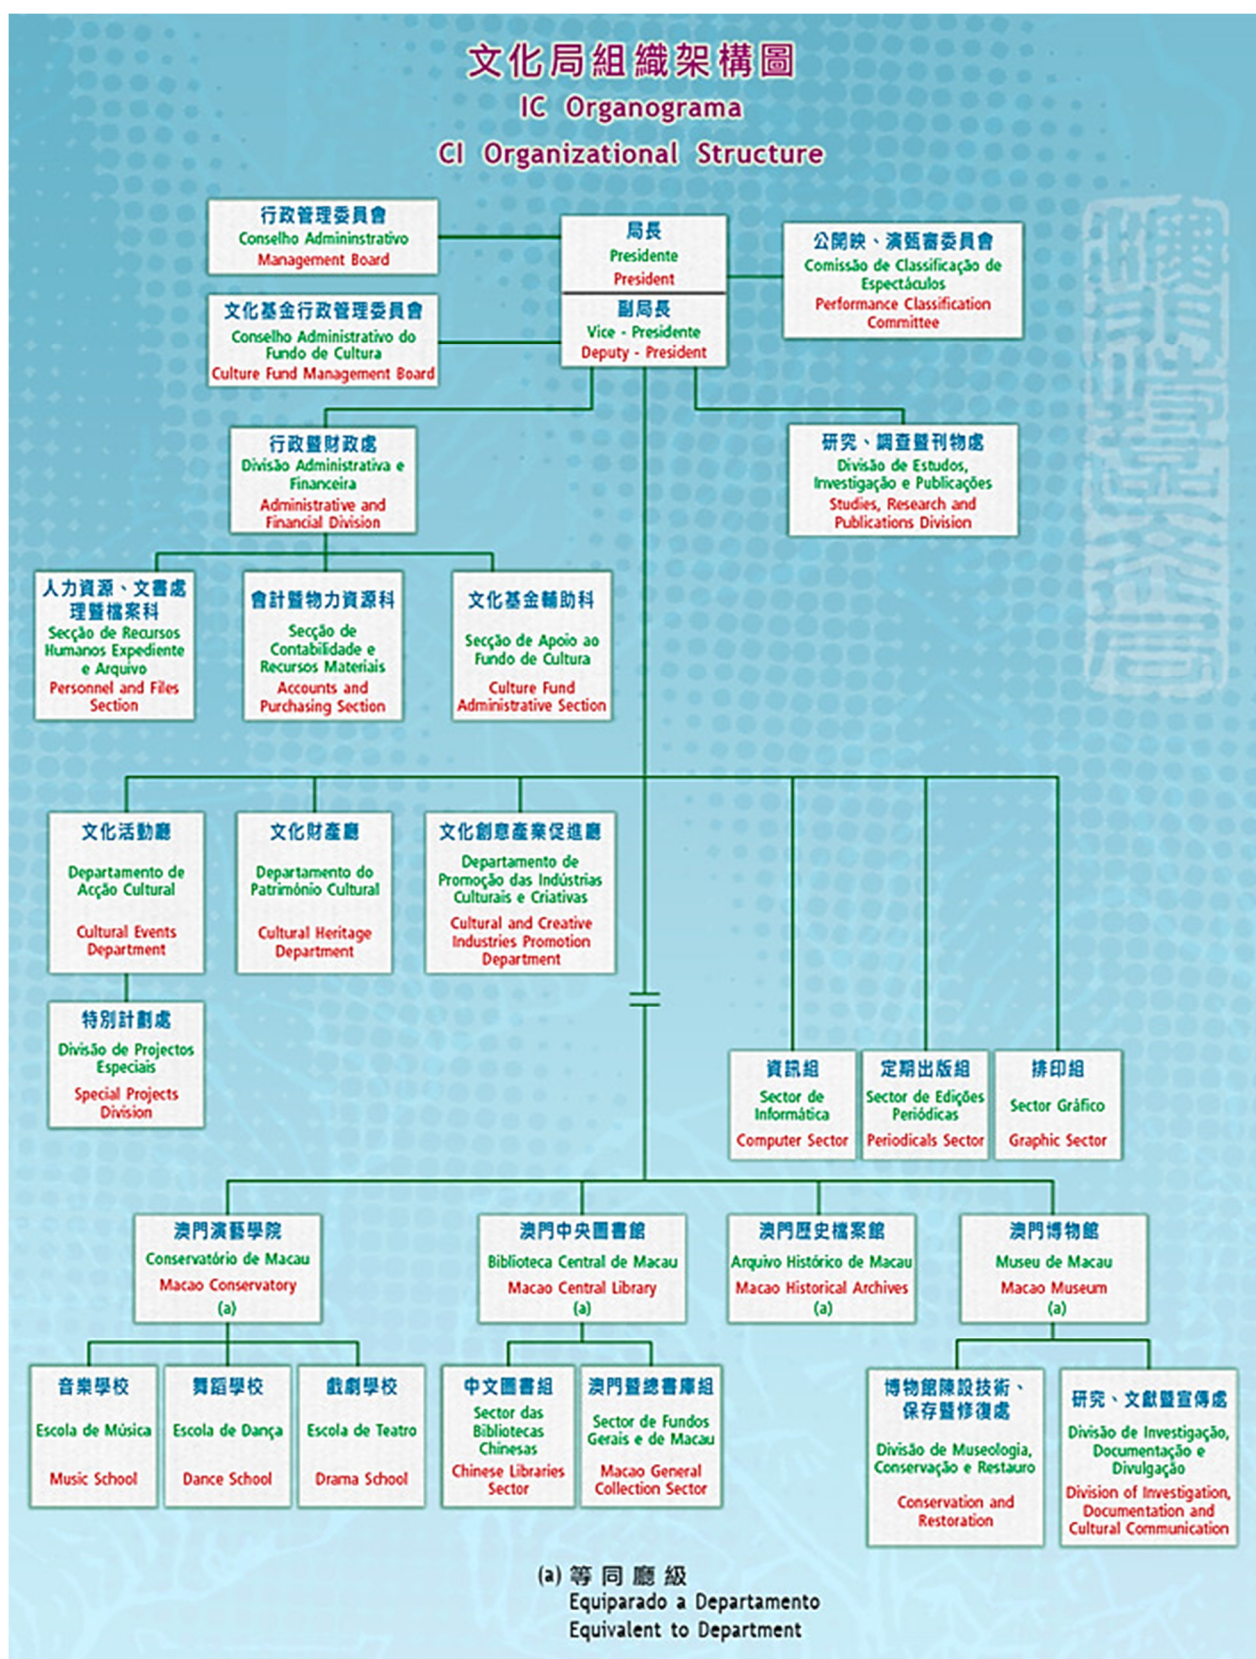 文化局組織架構圖
IC Organograma
CI Organizational Structure
行政管理委員會
Conselho Admininstrativo
Management Board
文化基金行政管理委員會
Conselho Administrativo do
Fundo de Cultura
Culture Fund Management Board
局長
Presidente
President
副局長
Vice - Presidente
Deputy - President
公開映、演甄審委員會
Comissão de Classificação de
Espectáculos
Performance Classification
Committee
行政暨財政處
Divisão Administrativa e
Financeira
Administrative and
Financial Division
研究、調查暨刊物處
Divisão de Estudos,
Investigação e Publicações
Studies, Research and
Publications Division
人力資源、文書處
理暨檔案科
Secção de Recursos
Humanos Expediente
e Arquivo
Personnel and Files
Section
會計暨物力資源科
Secção de
Contabilidade e
Recursos Materiais
Accounts and
Purchasing Section
文化基金輔助科
Secção de Apoio ao
Fundo de Cultura
Culture Fund
Administrative Section
文化活動廳
Departamento de
Acção Cultural
Cultural Events
Department
文化財產廳
Departamento do
Património Cultural
Cultural Heritage
Department
文化創意產業促進廳
Departamento de
Promoção das Indústrias
Culturais e Criativas
Cultural and Creative
Industries Promotion
Department
特別計劃處
Divisão de Projectos
Especiais
Special Projects
Division
資訊組
Sector de
Informática
Computer Sector
定期出版組
Sector de Edições
Periódicas
Periodicals Sector
排印組
Sector Gráfico
Graphic Sector
澳門演藝學院
Conservatório de Macau
Macao Conservatory
(a)
澳門中央圖書館
Biblioteca Central de Macau
Macao Central Library
(a)
澳門歷史檔案館
Arquivo Histórico de Macau
Macao Historical Archives
(a)
澳門博物館
Museu de Macau
Macao Museum
(a)
音樂學校
Escola de Música
Music School
舞蹈學校
Escola de Dança
Dance School
戲劇學校
Escola de Teatro
Drama School
中文圖書組
Sector das
Bibliotecas
Chinesas
Chinese Libraries
Sector
澳門暨總書庫組
Sector de Fundos
Gerais e de Macau
Macao General
Collection Sector
博物館陳設技術、
保存暨修復處
Divisão de Museologia,
Conservação e Restauro
Conservation and
Restoration
研究、文獻暨宣傳處
Divisão de Investigação,
Documentação e
Divulgação
Division of Investigation,
Documentation and
Cultural Communication
(a) 等同廳級
Equiparado a Departamento
Equivalent to Department